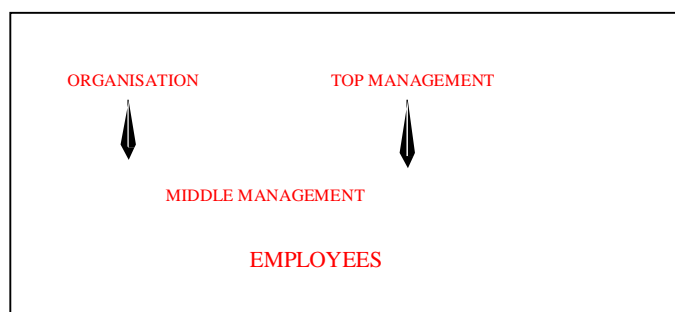 ORGANISATION TOP MANAGEMENT
MIDDLE MANAGEMENT
EMPLOYEES